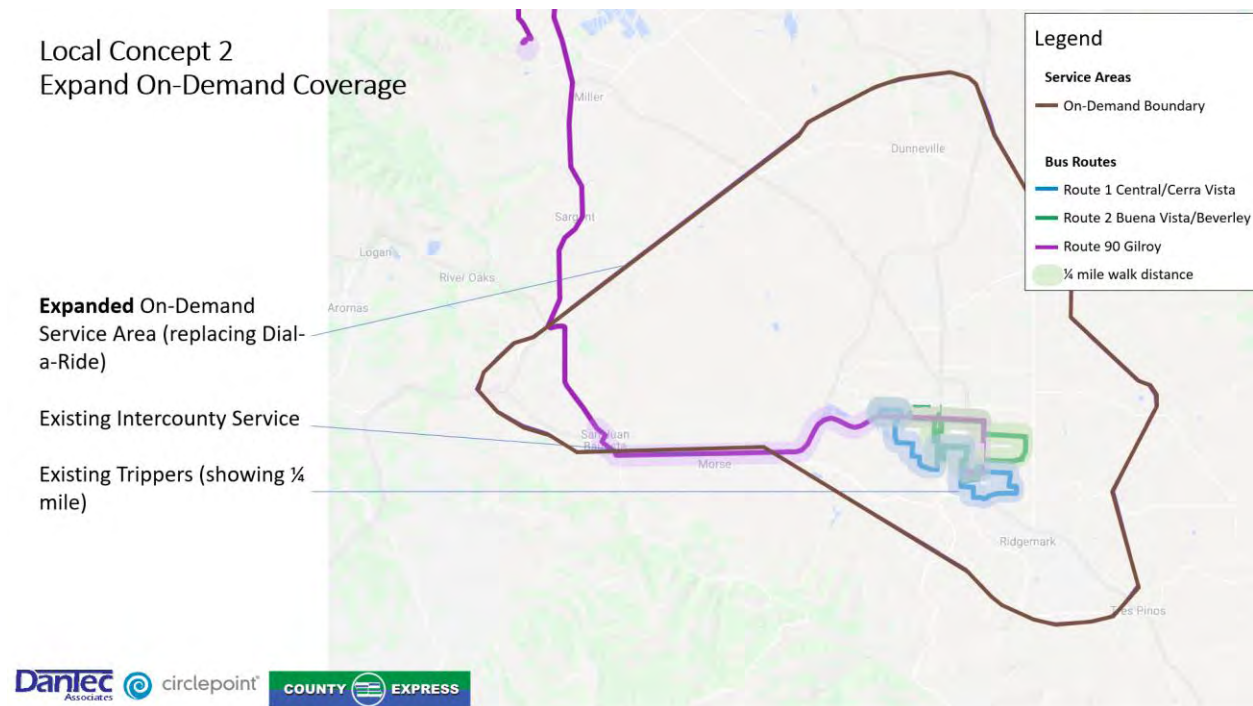 Local Concept 2
Expand On-Demand Coverage
Expanded On-Demand
Service Area (replacing Dial-
a-Ride)
Existing Intercounty Service
Existing Trippers (showing ¼
mile)
Miller
Dunneville
Sargent
Logan
River Oaks
Aromas
San Juan
Bautista
Morse
Ridgemark
Tres Pinos
Legend
Service Areas
On-Demand Boundary
Bus Routes
Route 1 Central/Cerra Vista
Route 2 Buena Vista/Beverley
Route 90 Gilroy
¼ mile walk distance
DanTec
Associates
circlepoint
COUNTY EXPRESS